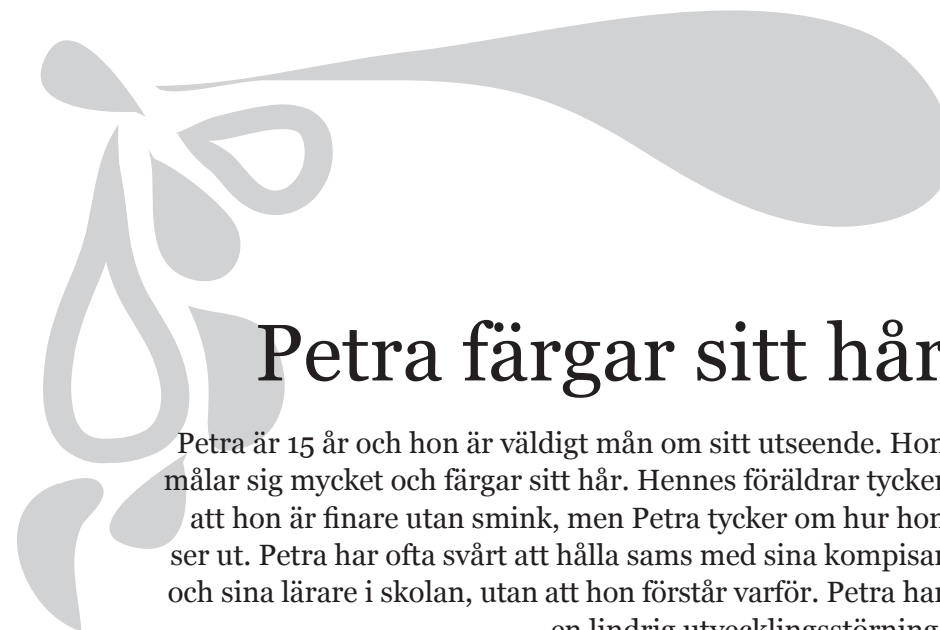 Petra färgar sitt hår
Petra är 15 år och hon är väldigt mån om sitt utseende. Hon
målar sig mycket och färgar sitt hår. Hennes föräldrar tycker
att hon är finare utan smink, men Petra tycker om hur hon
ser ut. Petra har ofta svårt att hålla sams med sina kompisar
och sina lärare i skolan, utan att hon förstår varför. Petra har
en lindrig utvecklingsstörning.